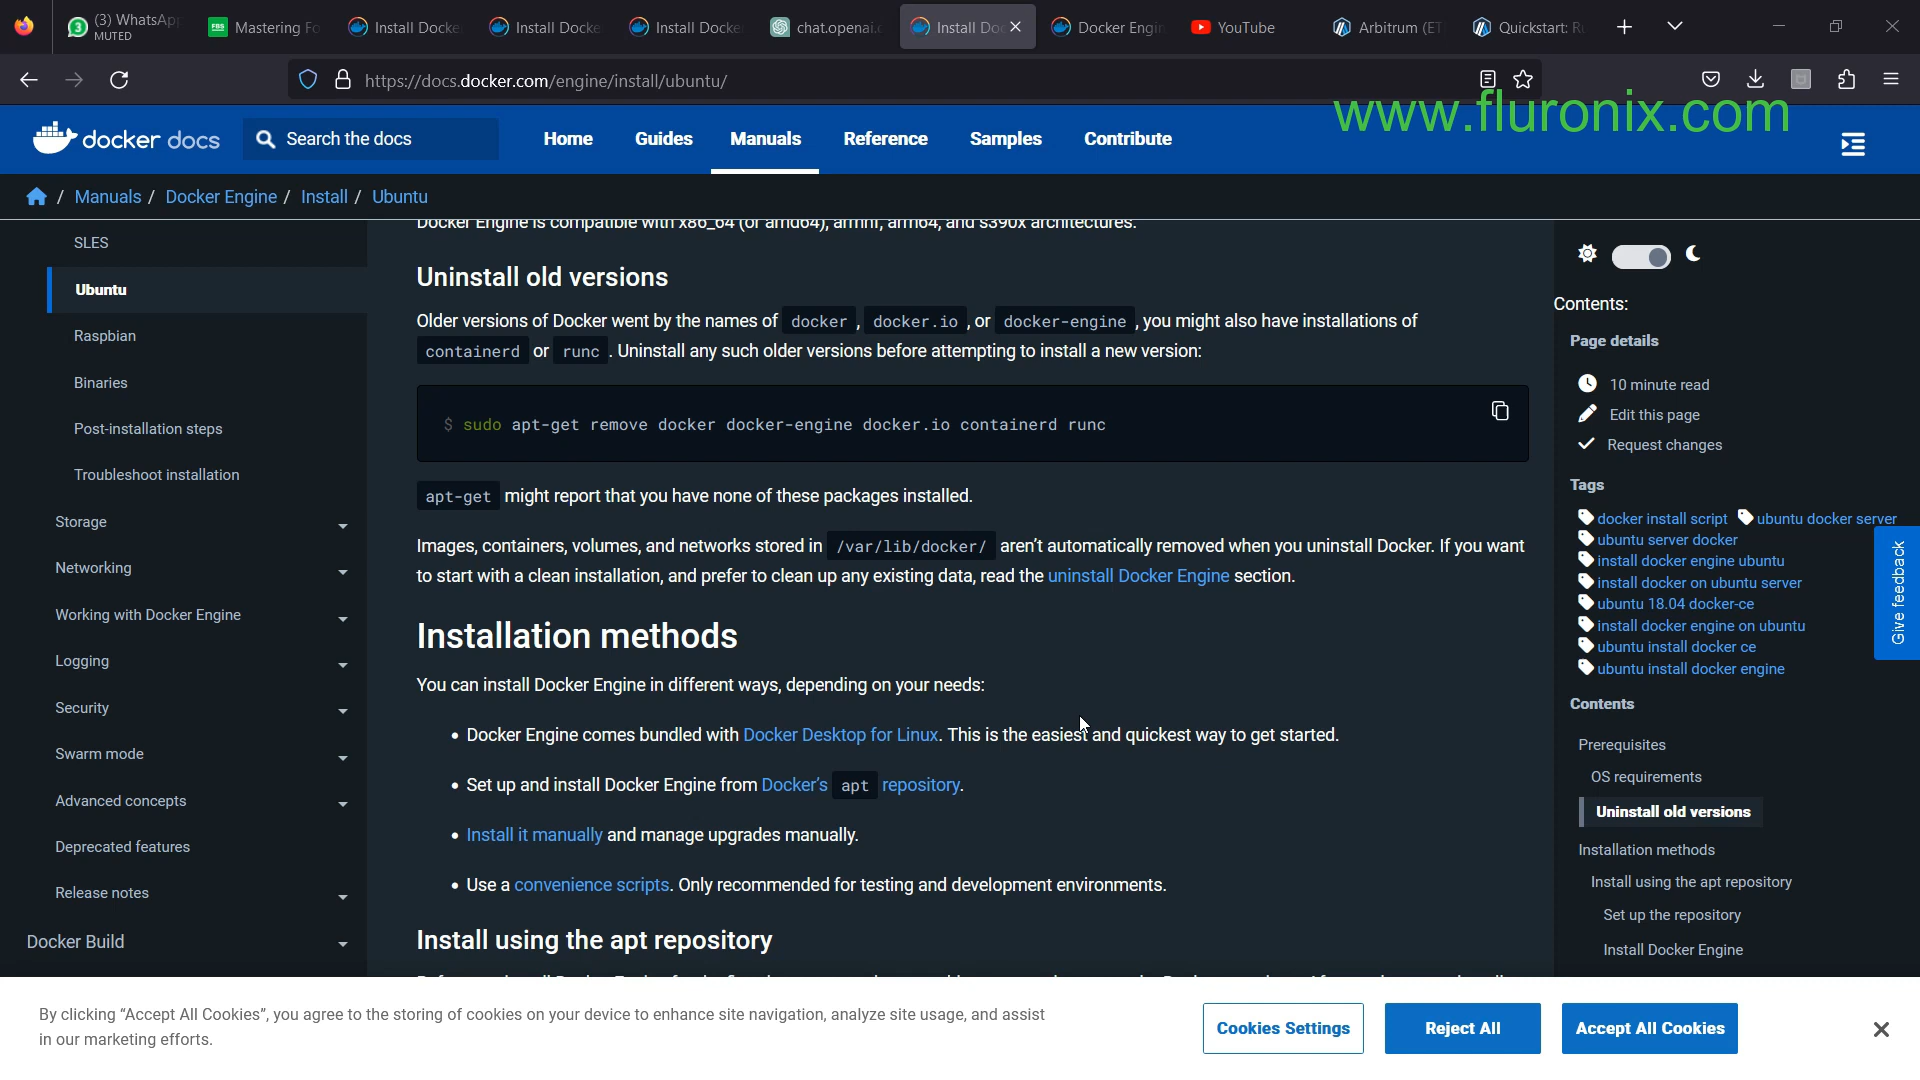 (3) WhatsApp
MUTED
Mastering Fo
Install Docke
Install Docke
Install Docke
chat.openai.c
Install Doc
Docker Engin
YouTube
Arbitrum (ET
Quickstart: Ru
https://docs.docker.com/engine/install/ubuntu/
www.fluronix.com
docker docs
Search the docs
Home
Guides
Manuals
Reference
Samples
Contribute
/ Manuals / Docker Engine / Install / Ubuntu
SLES
Ubuntu
Raspbian
Binaries
Post-installation steps
Troubleshoot installation
Storage
Networking
Working with Docker Engine
Logging
Security
Swarm mode
Advanced concepts
Deprecated features
Release notes
Docker Build
Docker Engine is compatible with x86_64 (or amd64), armhf, arm64, and s390x architectures.
Uninstall old versions
Older versions of Docker went by the names of docker , docker.io , or docker-engine , you might also have installations of
containerd or runc . Uninstall any such older versions before attempting to install a new version:
$ sudo apt-get remove docker docker-engine docker.io containerd runc
apt-get might report that you have none of these packages installed.
Images, containers, volumes, and networks stored in /var/lib/docker/ aren’t automatically removed when you uninstall Docker. If you want
to start with a clean installation, and prefer to clean up any existing data, read the uninstall Docker Engine section.
Installation methods
You can install Docker Engine in different ways, depending on your needs:
• Docker Engine comes bundled with Docker Desktop for Linux. This is the easiest and quickest way to get started.
• Set up and install Docker Engine from Docker’s apt repository.
• Install it manually and manage upgrades manually.
• Use a convenience scripts. Only recommended for testing and development environments.
Install using the apt repository
Contents:
Page details
10 minute read
Edit this page
Request changes
Tags
docker install script ubuntu docker server
ubuntu server docker
install docker engine ubuntu
install docker on ubuntu server
ubuntu 18.04 docker-ce
install docker engine on ubuntu
ubuntu install docker ce
ubuntu install docker engine
Contents
Prerequisites
OS requirements
Uninstall old versions
Installation methods
Install using the apt repository
Set up the repository
Install Docker Engine
Give feedback
By clicking “Accept All Cookies”, you agree to the storing of cookies on your device to enhance site navigation, analyze site usage, and assist
in our marketing efforts.
Cookies Settings
Reject All
Accept All Cookies